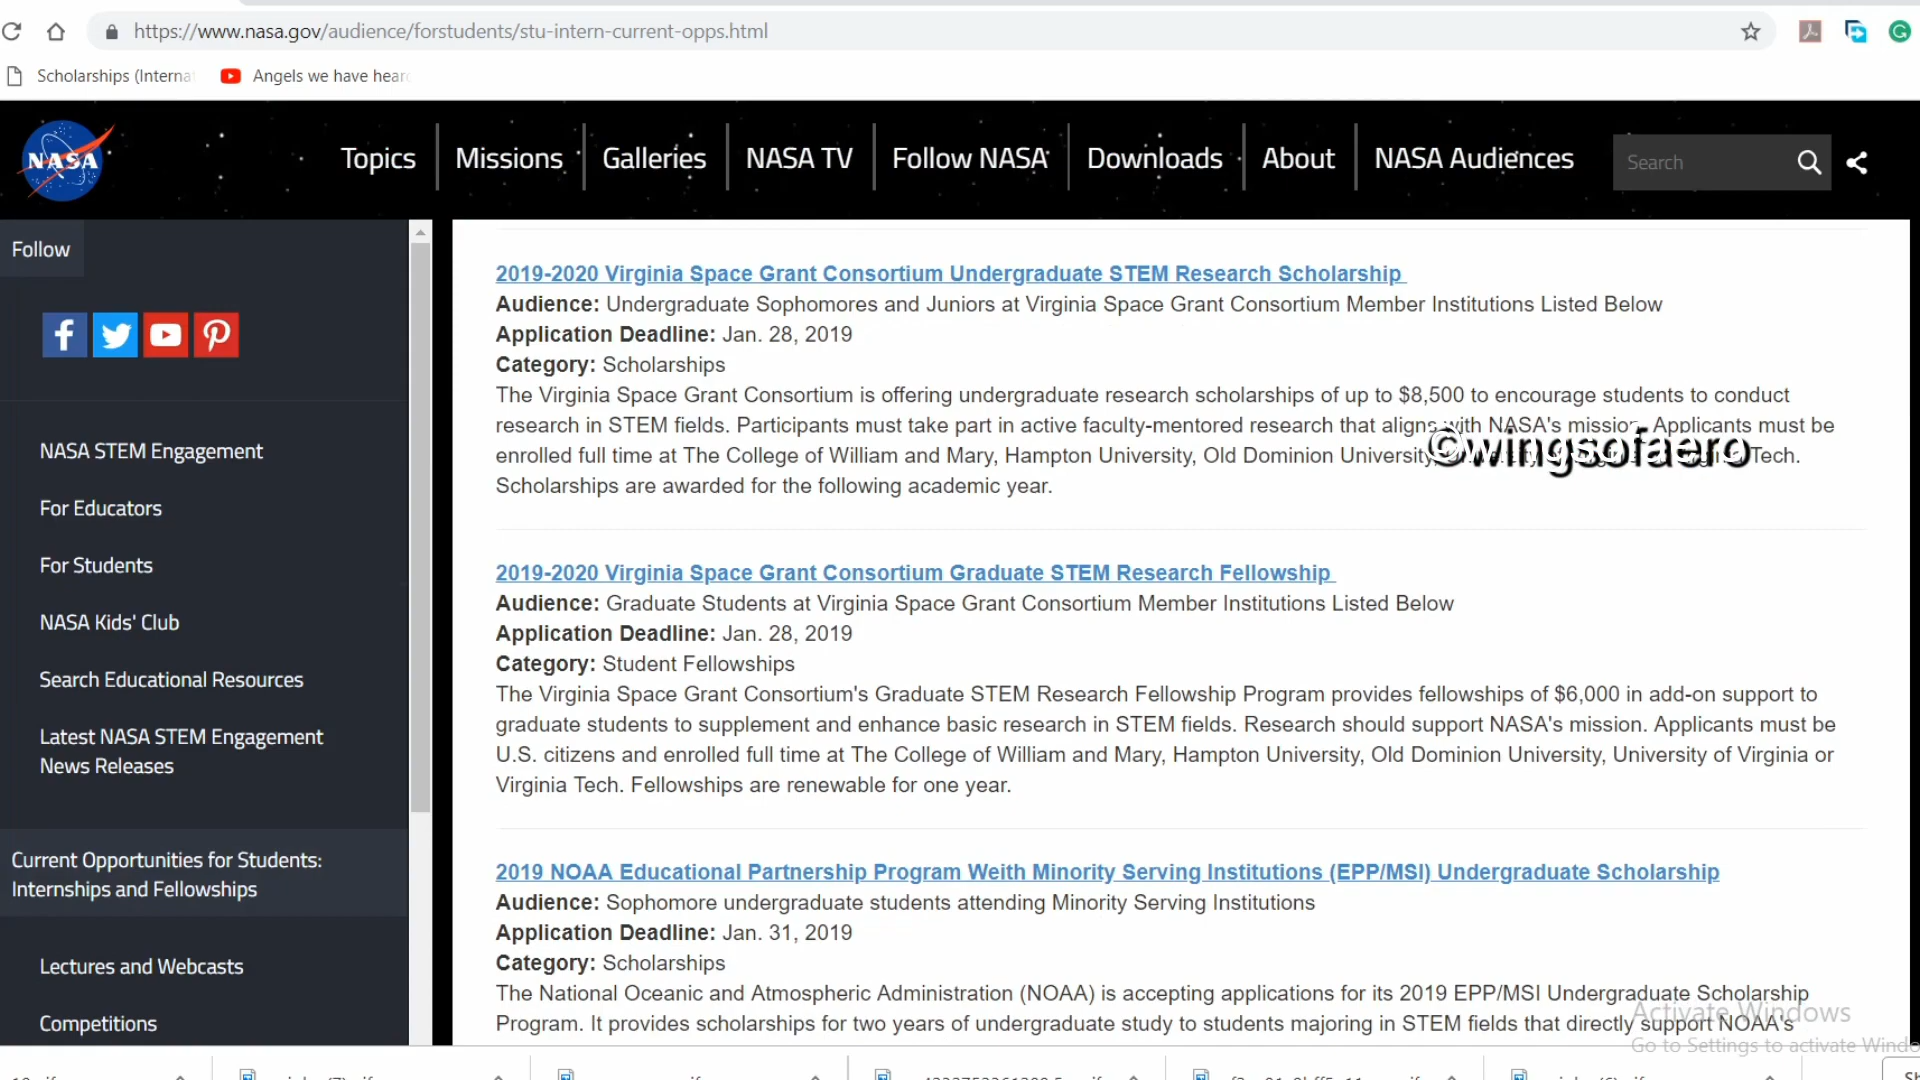 https://www.nasa.gov/audience/forstudents/stu-intern-current-opps.html
Scholarships (Interna
Angels we have hear
NASA
Topics
Missions
Galleries
NASA TV
Follow NASA
Downloads
About
NASA Audiences
Search
Follow
NASA STEM Engagement
For Educators
For Students
NASA Kids' Club
Search Educational Resources
Latest NASA STEM Engagement
News Releases
Current Opportunities for Students:
Internships and Fellowships
Lectures and Webcasts
Competitions
2019-2020 Virginia Space Grant Consortium Undergraduate STEM Research Scholarship
Audience: Undergraduate Sophomores and Juniors at Virginia Space Grant Consortium Member Institutions Listed Below
Application Deadline: Jan. 28, 2019
Category: Scholarships
The Virginia Space Grant Consortium is offering undergraduate research scholarships of up to $8,500 to encourage students to conduct
research in STEM fields. Participants must take part in active faculty-mentored research that aligns with NASA's mission. Applicants must be
enrolled full time at The College of William and Mary, Hampton University, Old Dominion University, Tech.
©wingsofaero
Scholarships are awarded for the following academic year.
2019-2020 Virginia Space Grant Consortium Graduate STEM Research Fellowship
Audience: Graduate Students at Virginia Space Grant Consortium Member Institutions Listed Below
Application Deadline: Jan. 28, 2019
Category: Student Fellowships
The Virginia Space Grant Consortium's Graduate STEM Research Fellowship Program provides fellowships of $6,000 in add-on support to
graduate students to supplement and enhance basic research in STEM fields. Research should support NASA's mission. Applicants must be
U.S. citizens and enrolled full time at The College of William and Mary, Hampton University, Old Dominion University, University of Virginia or
Virginia Tech. Fellowships are renewable for one year.
2019 NOAA Educational Partnership Program Weith Minority Serving Institutions (EPP/MSI) Undergraduate Scholarship
Audience: Sophomore undergraduate students attending Minority Serving Institutions
Application Deadline: Jan. 31, 2019
Category: Scholarships
The National Oceanic and Atmospheric Administration (NOAA) is accepting applications for its 2019 EPP/MSI Undergraduate Scholarship
Program. It provides scholarships for two years of undergraduate study to students majoring in STEM fields that directly support NOAA's
Activate Windows
Go to Settings to activate Windo